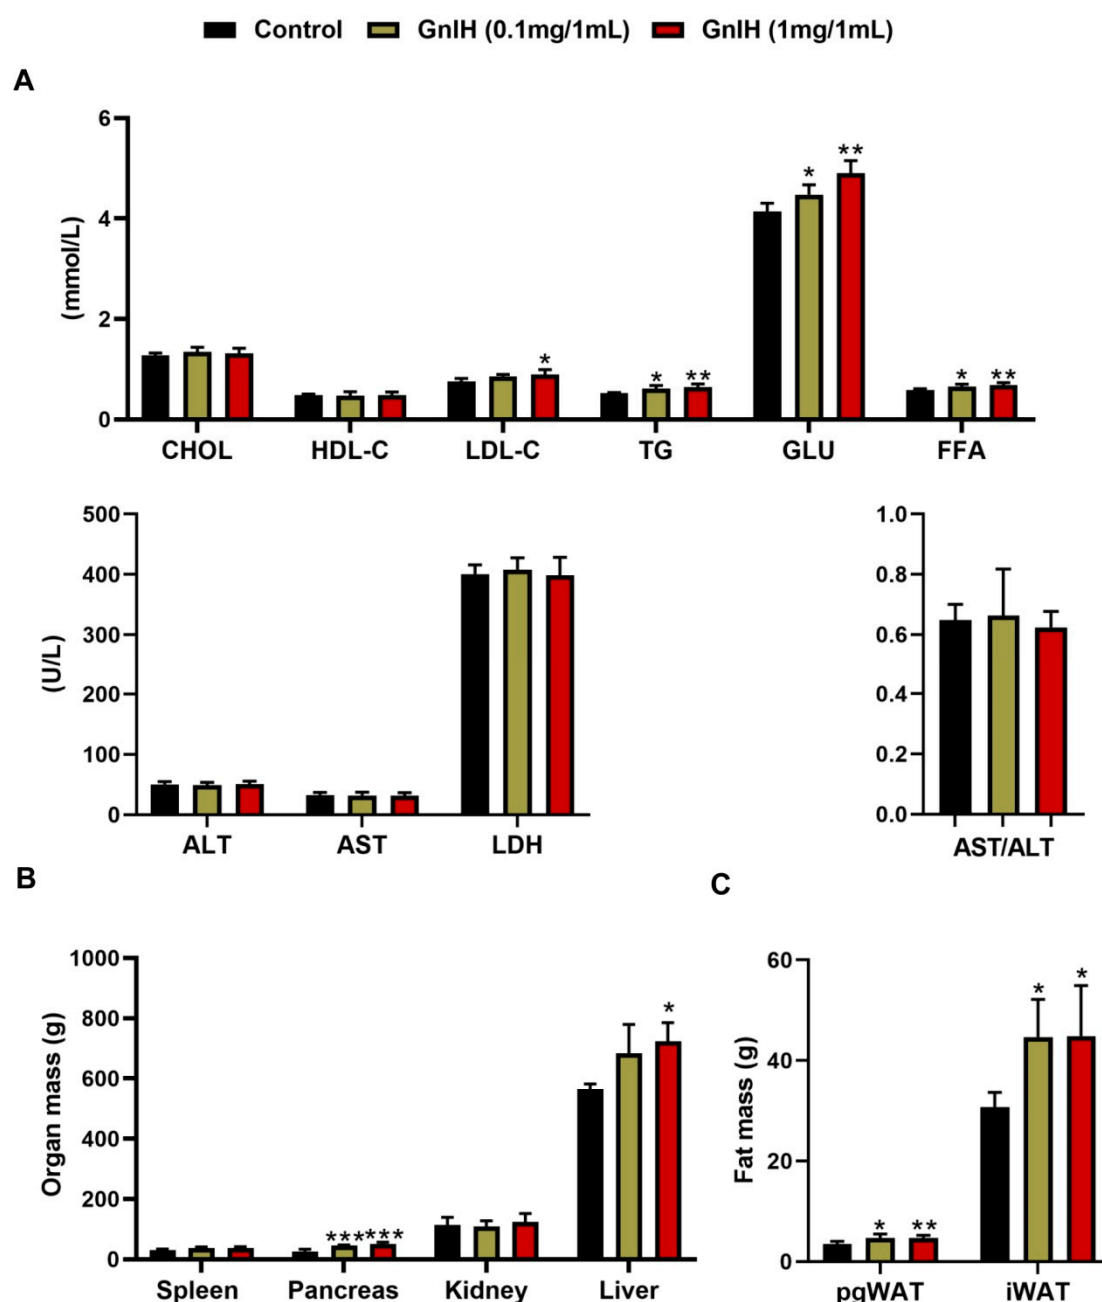 Control GnIH (0.1mg/1mL) GnIH (1mg/1mL)
A
(mmol/L)
6
4
2
0
* **
*
* **
* **
CHOL HDL-C LDL-C TG GLU FFA
(U/L)
500
400
300
200
100
0
ALT AST LDH
1.0
0.8
0.6
0.4
0.2
0.0
AST/ALT
B
Organ mass (g)
1000
800
600
400
200
0
*** ***
*
Spleen Pancreas Kidney Liver
C
Fat mass (g)
60
40
20
0
* **
* *
pgWAT iWAT